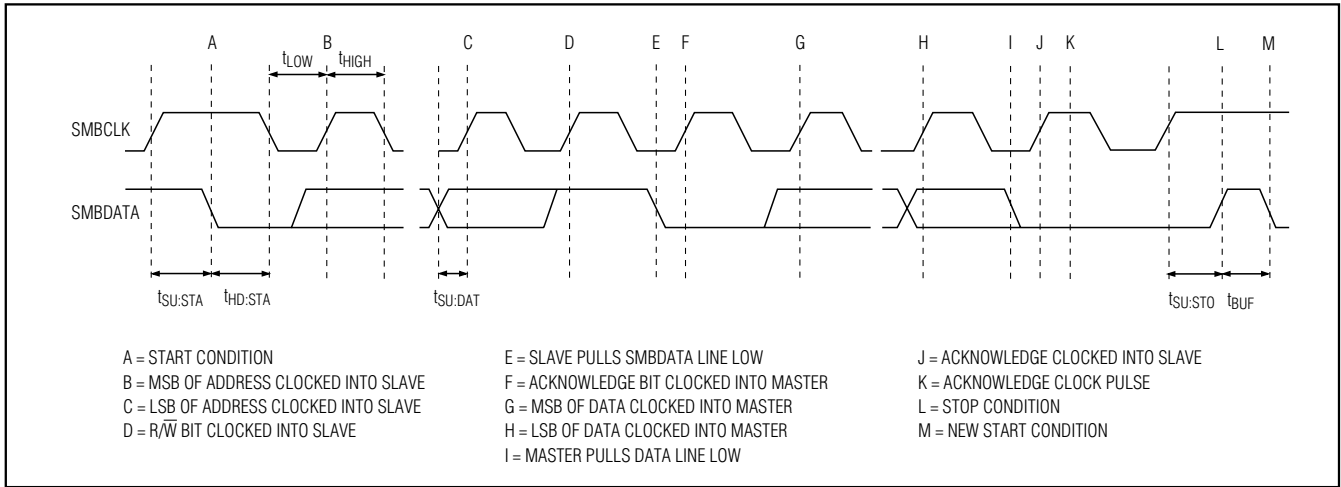 A B C D E F G H I J K L M
tLOW tHIGH
SMBCLK
SMBDATA
tSU:STA tHD:STA tSU:DAT tSU:STO tBUF
A = START CONDITION
B = MSB OF ADDRESS CLOCKED INTO SLAVE
C = LSB OF ADDRESS CLOCKED INTO SLAVE
D = R/W̅ BIT CLOCKED INTO SLAVE
E = SLAVE PULLS SMBDATA LINE LOW
F = ACKNOWLEDGE BIT CLOCKED INTO MASTER
G = MSB OF DATA CLOCKED INTO MASTER
H = LSB OF DATA CLOCKED INTO MASTER
I = MASTER PULLS DATA LINE LOW
J = ACKNOWLEDGE CLOCKED INTO SLAVE
K = ACKNOWLEDGE CLOCK PULSE
L = STOP CONDITION
M = NEW START CONDITION